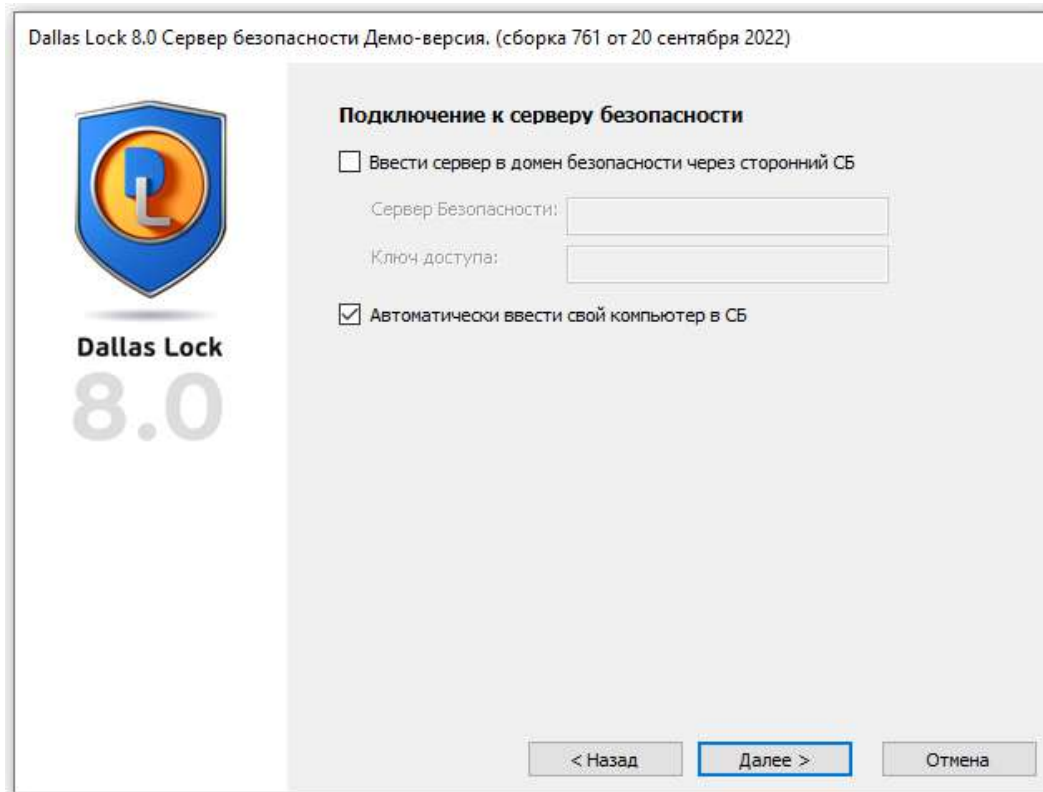 Dallas Lock 8.0 Сервер безопасности Демо-версия. (сборка 761 от 20 сентября 2022)
DL
Dallas Lock
8.0
Подключение к серверу безопасности
Ввести сервер в домен безопасности через сторонний СБ
Сервер Безопасности:
Ключ доступа:
Автоматически ввести свой компьютер в СБ
< Назад
Далее >
Отмена